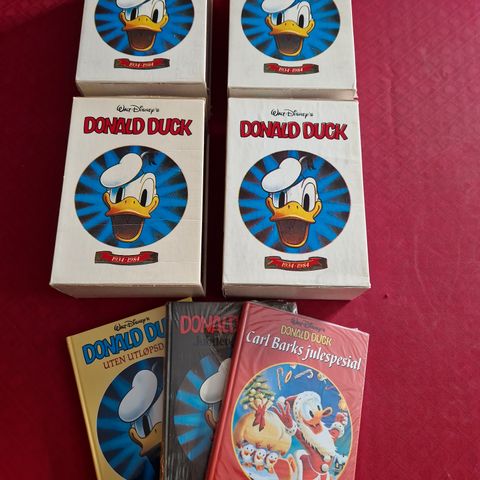 1934-1984
1934-1984
Walt Disney's
DONALD DUCK
1934-1984
Walt Disney's
DONALD DUCK
1934-1984
Walt Disney's
DONALD DUCK
UTEN UTLØPSD
DONALD
Walt Disney's
DONALD DUCK
Carl Barks julespesial